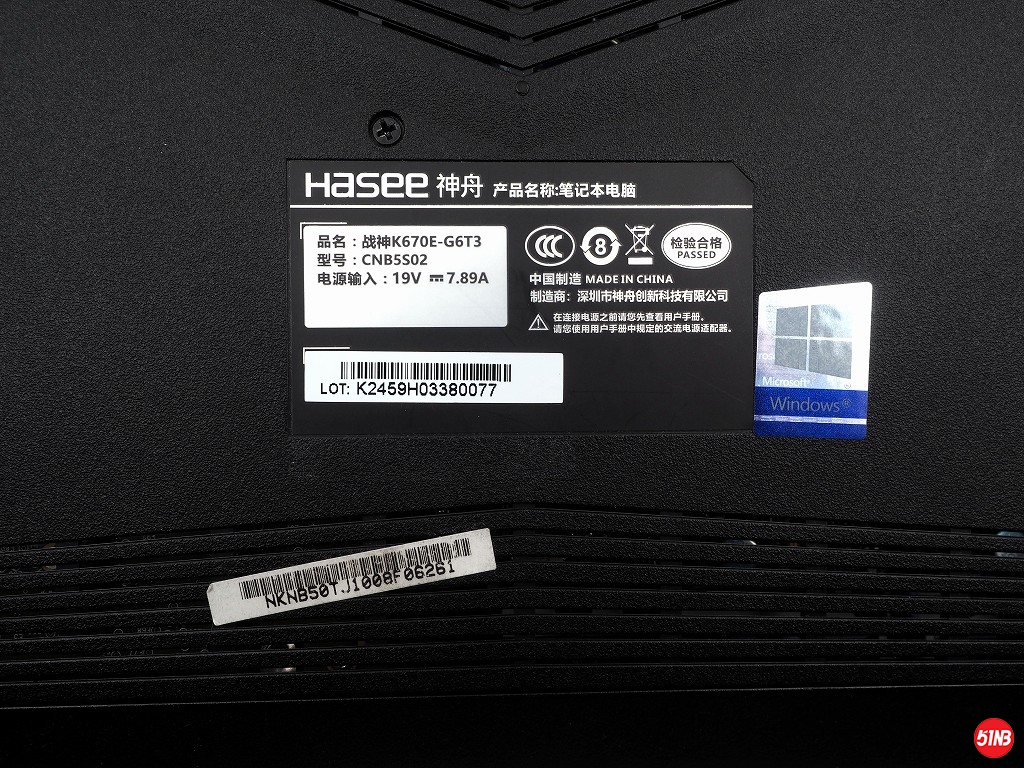 Hasee 神舟 产品名称:笔记本电脑
品名：战神K670E-G6T3
型号：CNB5S02
电源输入：19V ⎓7.89A
CCC
8
检验合格
PASSED
中国制造 MADE IN CHINA
制造商：深圳市神舟创新科技有限公司
在连接电源之前请您先查看用户手册。
请您使用用户手册中规定的交流电源适配器。
LOT: K2459H03380077
Microsoft®
Windows®
NKNB50TJ1008F06261
51NB